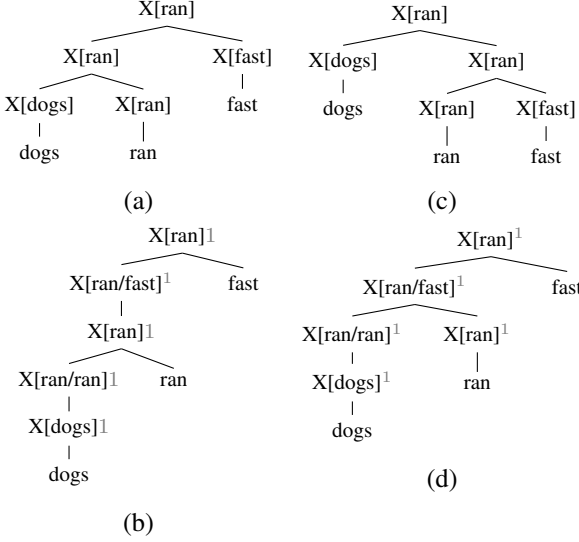 X[ran]
X[ran] X[fast]
X[dogs] X[ran] fast
dogs ran
(a)
X[ran]
X[dogs] X[ran]
dogs X[ran] X[fast]
ran fast
(c)
X[ran]1
X[ran/fast]1 fast
X[ran]1
X[ran/ran]1 ran
X[dogs]1
dogs
(b)
X[ran]1
X[ran/fast]1 fast
X[ran/ran]1 X[ran]1
X[dogs]1 ran
dogs
(d)